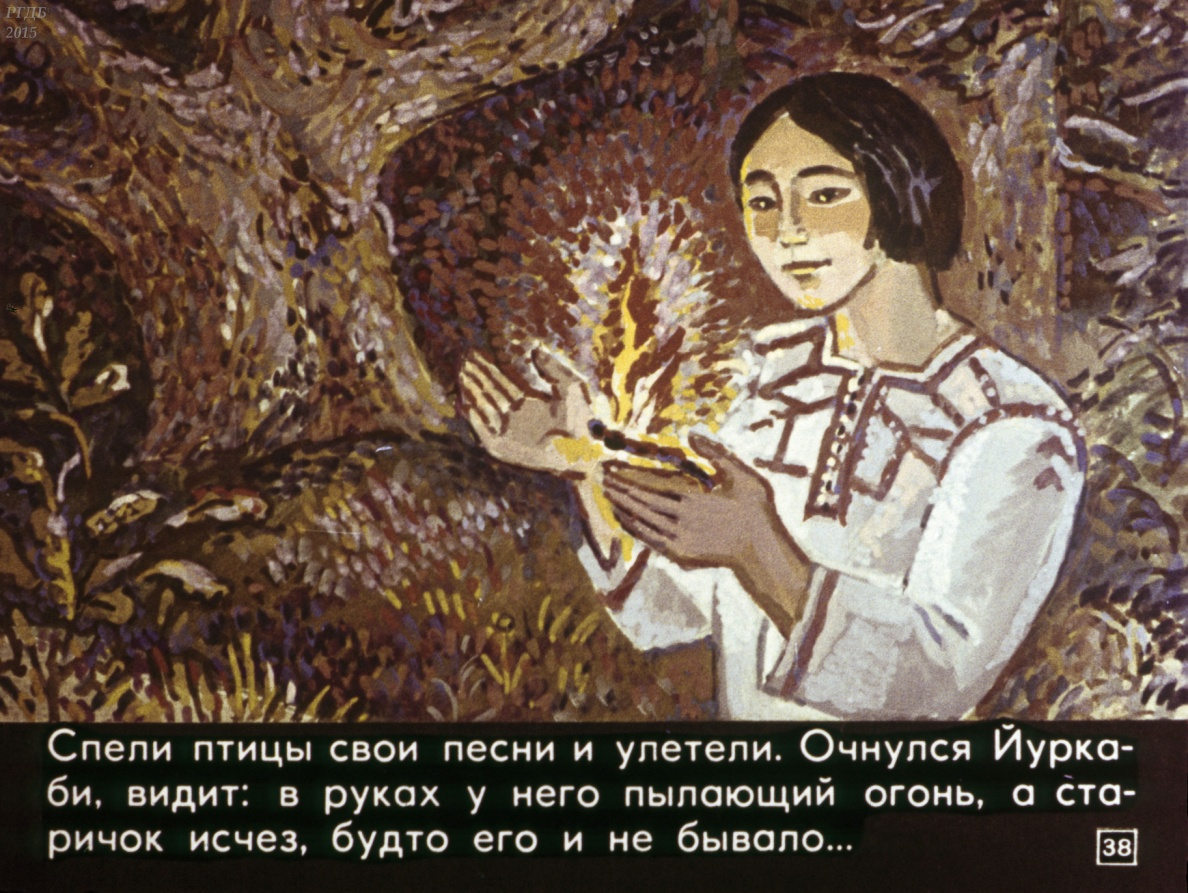 РГДБ
2015
Спели птицы свои песни и улетели. Очнулся Йурка-
би, видит: в руках у него пылающий огонь, а ста-
ричок исчез, будто его и не бывало...
38